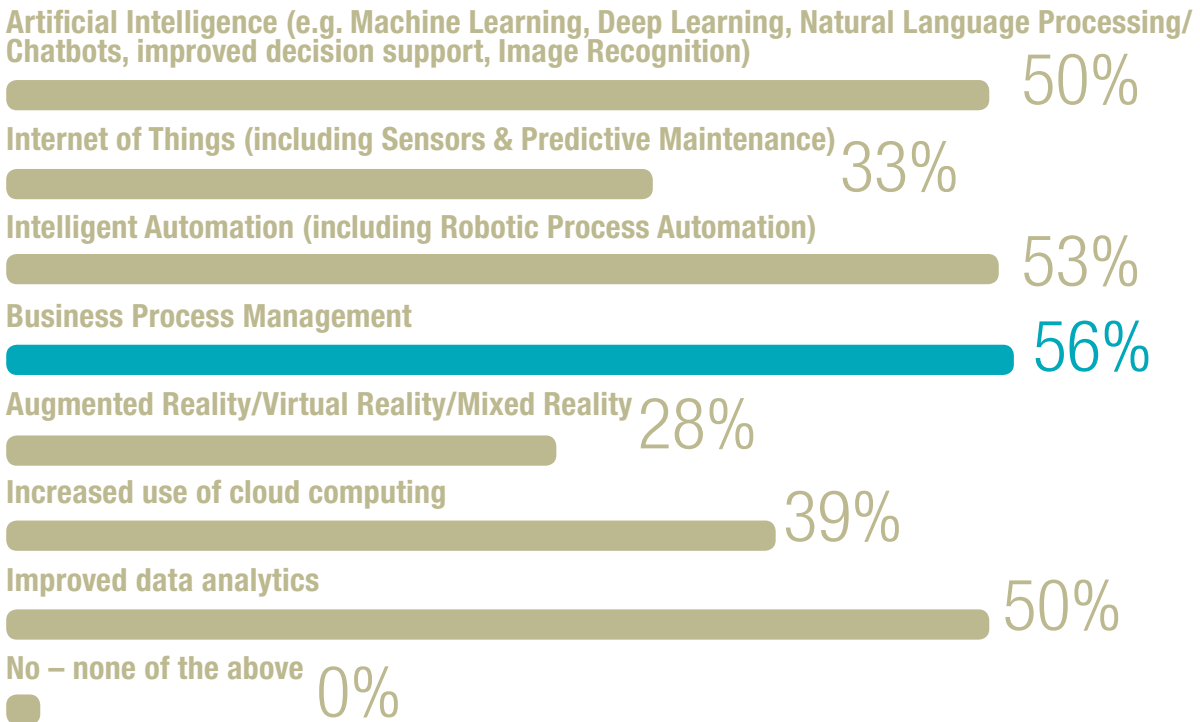 Artificial Intelligence (e.g. Machine Learning, Deep Learning, Natural Language Processing/
Chatbots, improved decision support, Image Recognition)
50%
Internet of Things (including Sensors & Predictive Maintenance)
33%
Intelligent Automation (including Robotic Process Automation)
53%
Business Process Management
56%
Augmented Reality/Virtual Reality/Mixed Reality
28%
Increased use of cloud computing
39%
Improved data analytics
50%
No – none of the above
0%